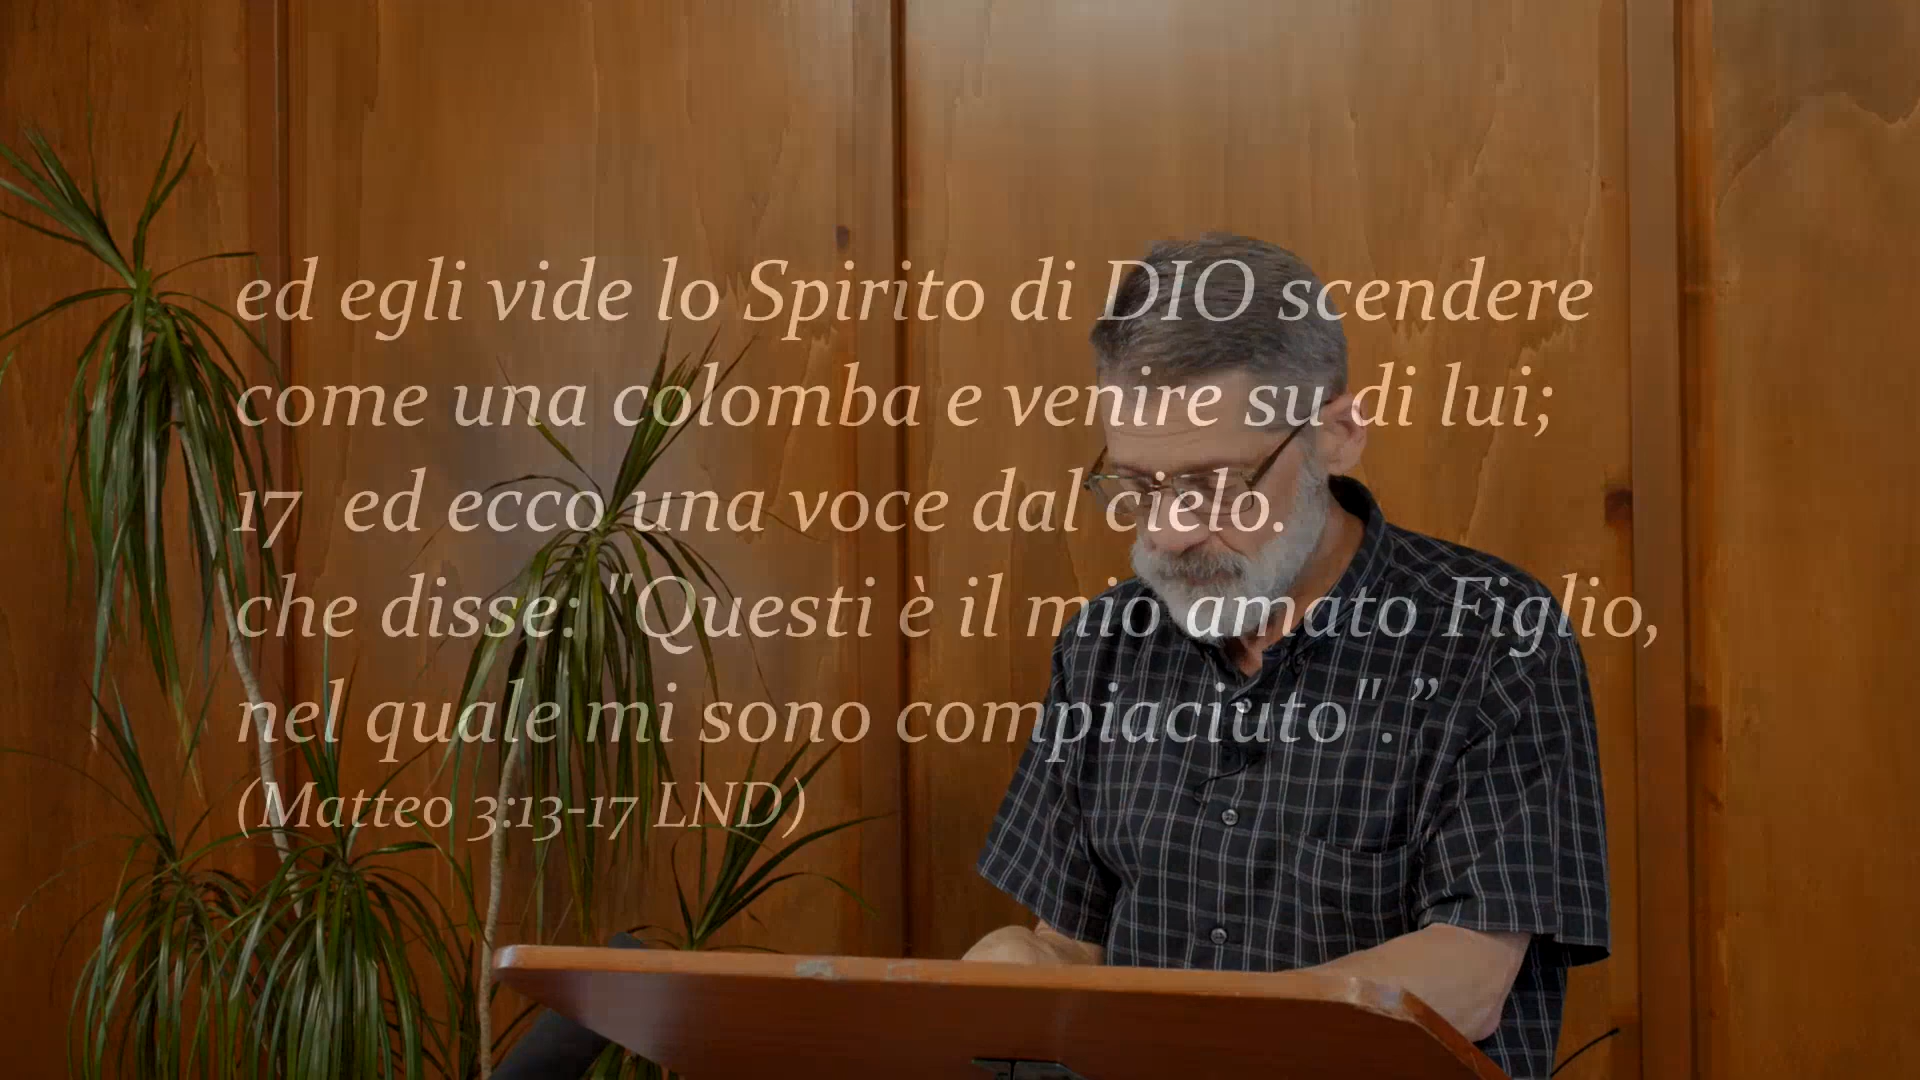 ed egli vide lo Spirito di DIO scendere
come una colomba e venire su di lui;
17 ed ecco una voce dal cielo.
che disse: "Questi è il mio amato Figlio,
nel quale mi sono compiaciuto".”
(Matteo 3:13-17 LND)